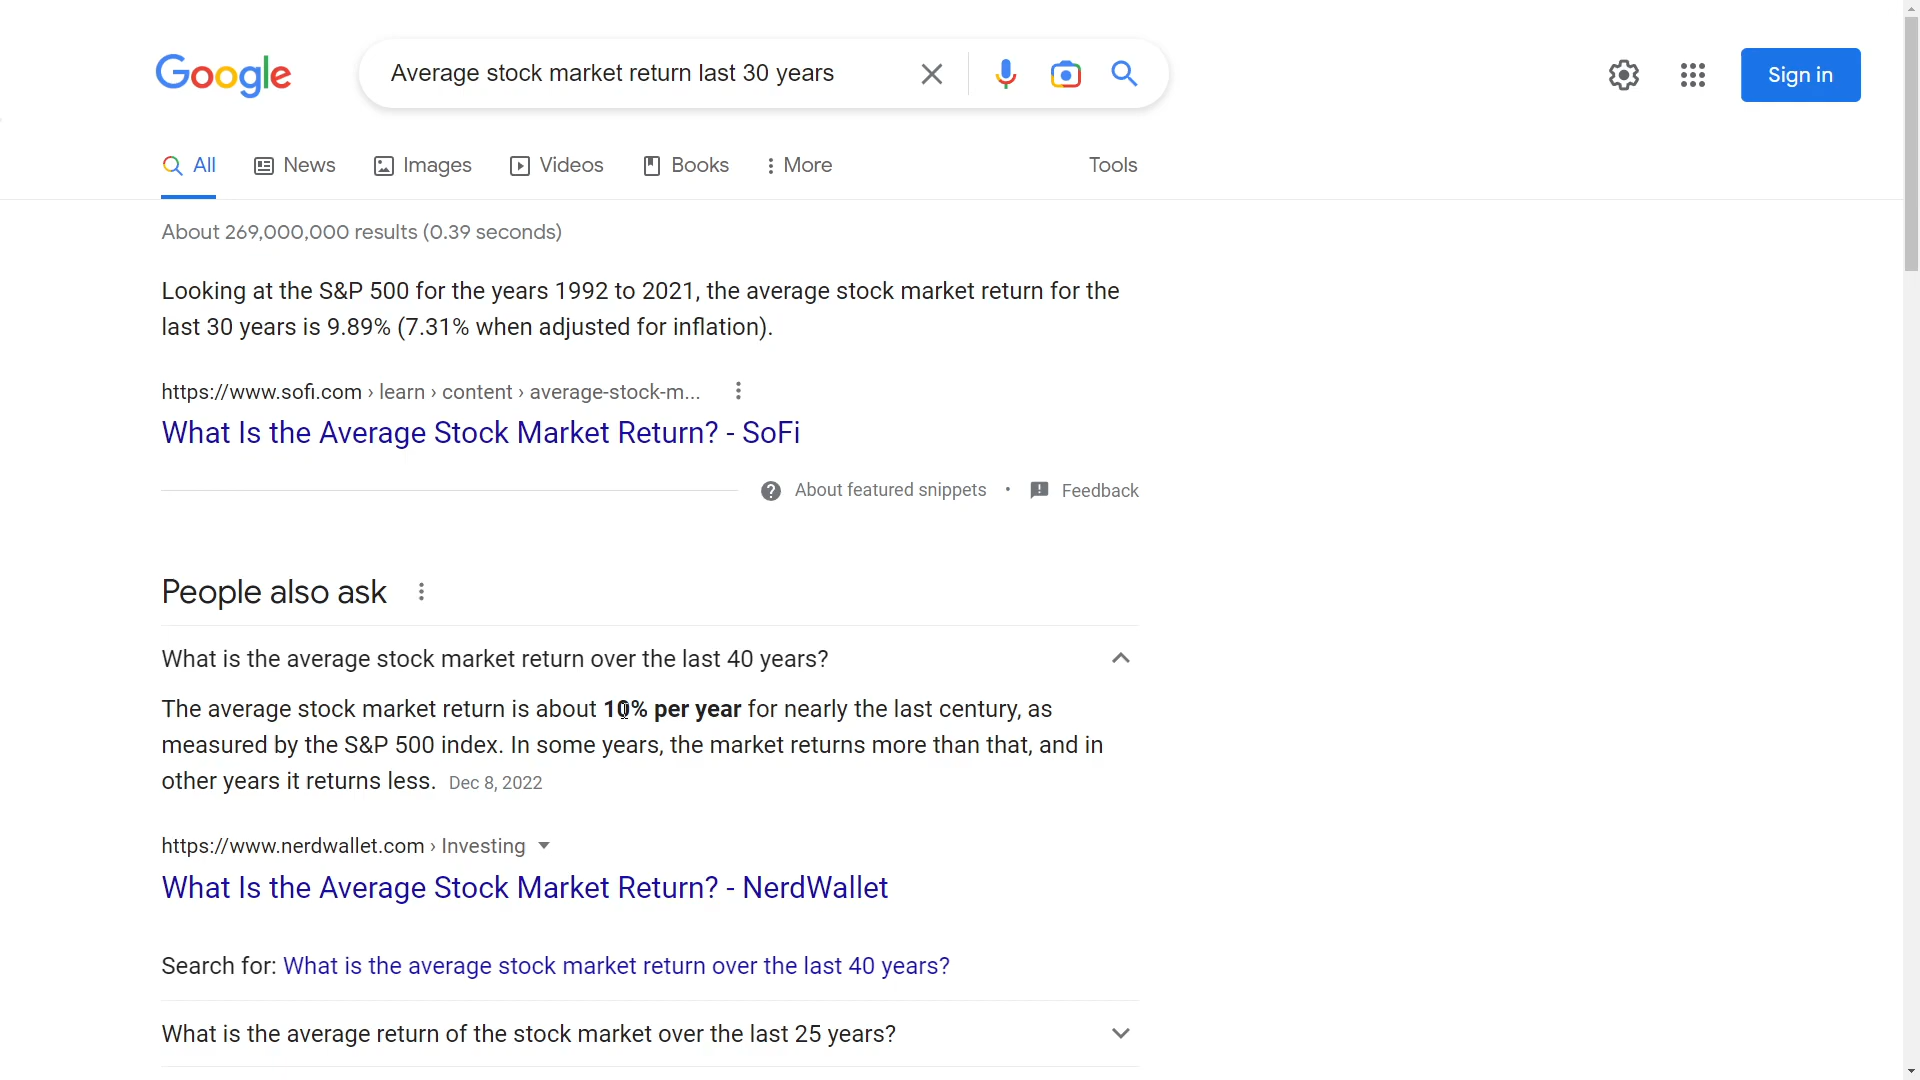 Google
Average stock market return last 30 years
Sign in
All
News
Images
Videos
Books
More
Tools
About 269,000,000 results (0.39 seconds)
Looking at the S&P 500 for the years 1992 to 2021, the average stock market return for the
last 30 years is 9.89% (7.31% when adjusted for inflation).
https://www.sofi.com › learn › content › average-stock-m...
What Is the Average Stock Market Return? - SoFi
About featured snippets • Feedback
People also ask
What is the average stock market return over the last 40 years?
The average stock market return is about 10% per year for nearly the last century, as
measured by the S&P 500 index. In some years, the market returns more than that, and in
other years it returns less. Dec 8, 2022
https://www.nerdwallet.com › Investing
What Is the Average Stock Market Return? - NerdWallet
Search for: What is the average stock market return over the last 40 years?
What is the average return of the stock market over the last 25 years?